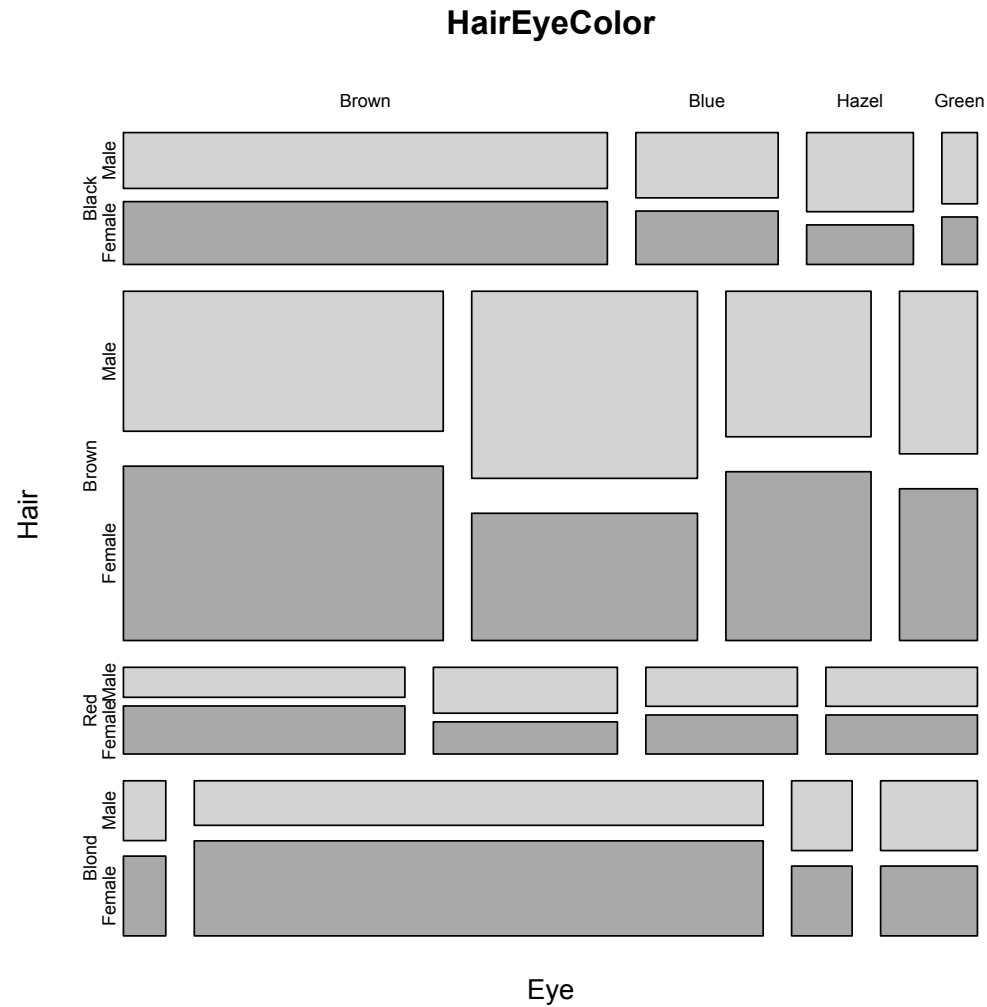 HairEyeColor
Brown Blue Hazel Green
Black
Male
Female
Brown
Male
Female
Red
Male
Female
Blond
Male
Female
Hair
Eye